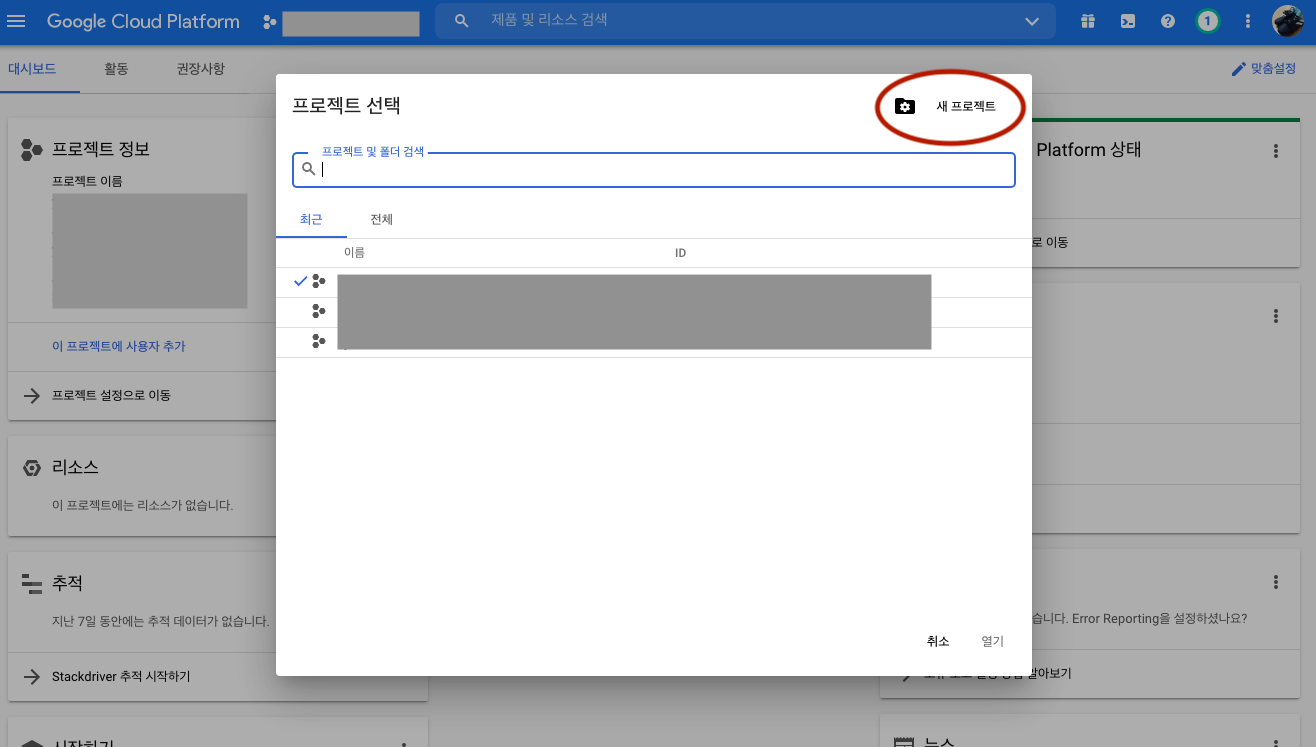 Google Cloud Platform
제품 및 리소스 검색
1
대시보드
활동
권장사항
맞춤설정
프로젝트 선택
새 프로젝트
프로젝트 및 폴더 검색
최근
전체
이름
ID
취소
열기
프로젝트 정보
프로젝트 이름
이 프로젝트에 사용자 추가
프로젝트 설정으로 이동
리소스
이 프로젝트에는 리소스가 없습니다.
추적
지난 7일 동안에는 추적 데이터가 없습니다.
Stackdriver 추적 시작하기
시작하기
Platform 상태
로 이동
습니다. Error Reporting을 설정하셨나요?
알아보기
뉴스